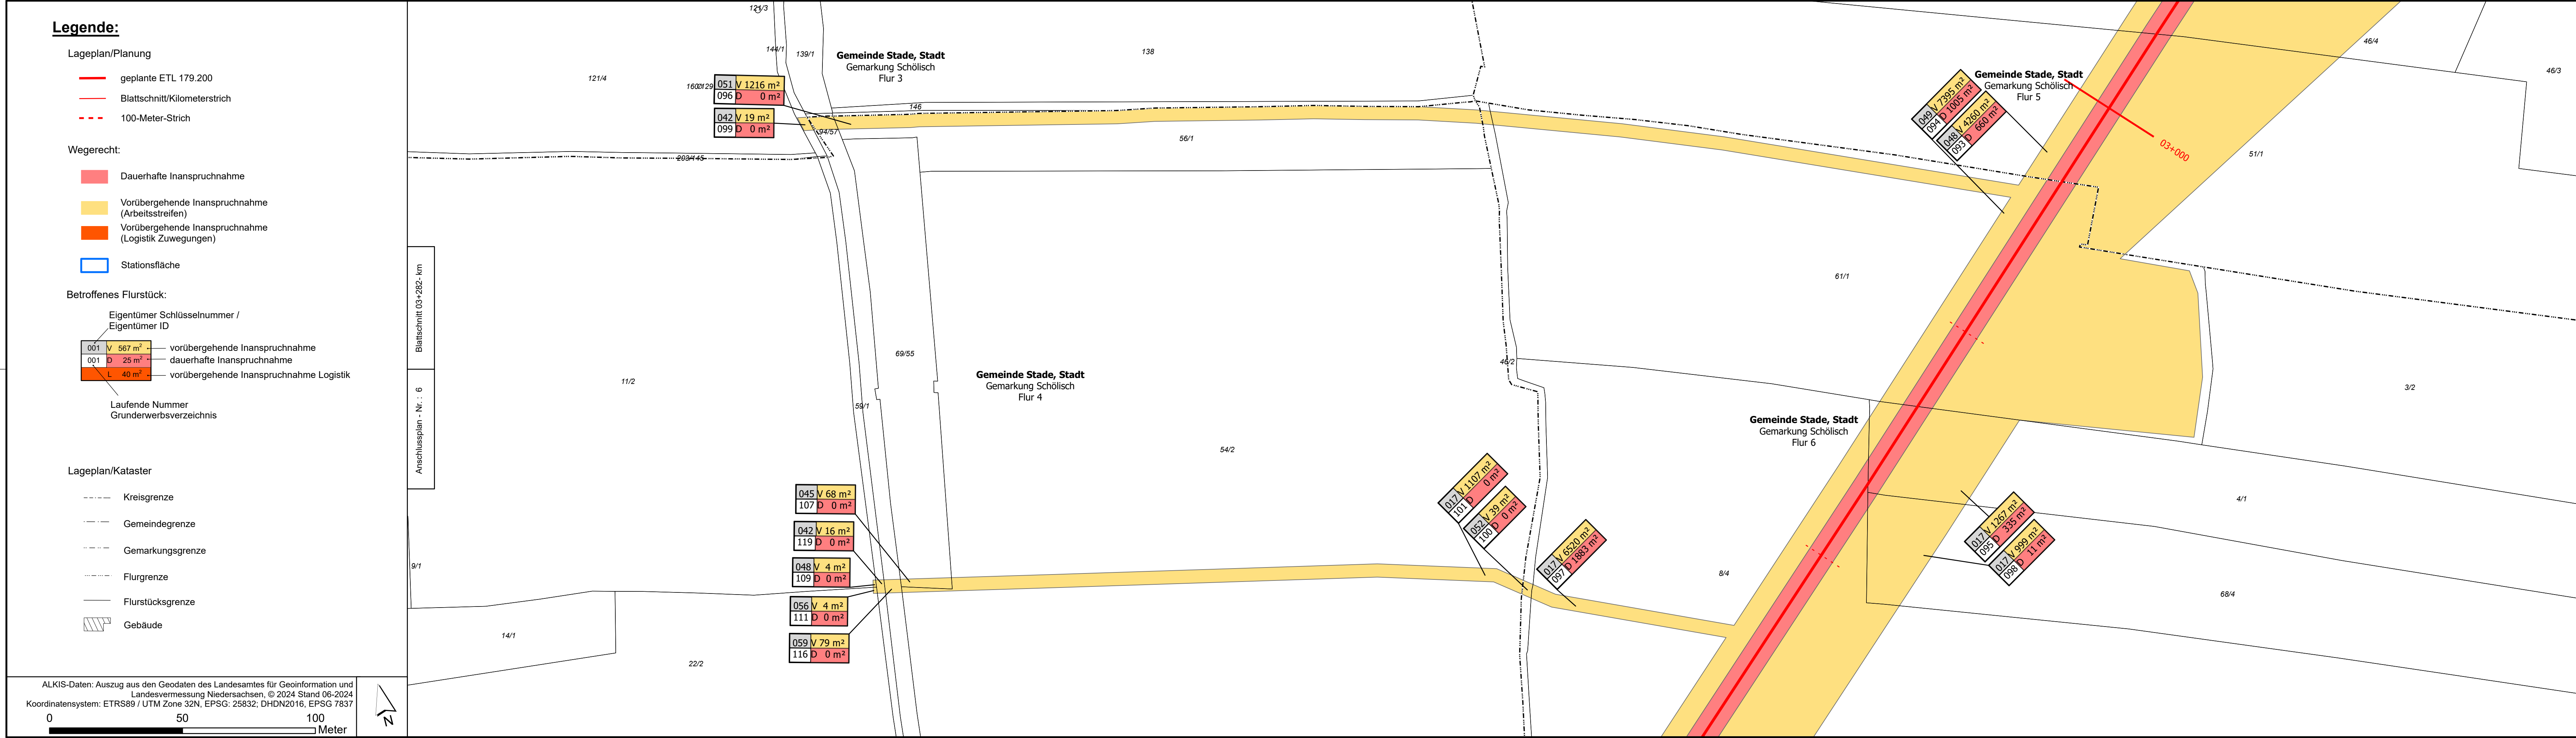 Legende:
Lageplan/Planung
geplante ETL 179.200
Blattschnitt/Kilometerstrich
100-Meter-Strich
Wegerecht:
Dauerhafte Inanspruchnahme
Vorübergehende Inanspruchnahme
(Arbeitsstreifen)
Vorübergehende Inanspruchnahme
(Logistik Zuwegungen)
Stationsfläche
Betroffenes Flurstück:
Eigentümer Schlüsselnummer /
Eigentümer ID
001 V 567 m² vorübergehende Inanspruchnahme
001 D 25 m² dauerhafte Inanspruchnahme
L 40 m² vorübergehende Inanspruchnahme Logistik
Laufende Nummer
Grunderwerbsverzeichnis
Lageplan/Kataster
Kreisgrenze
Gemeindegrenze
Gemarkungsgrenze
Flurgrenze
Flurstücksgrenze
Gebäude
ALKIS-Daten: Auszug aus den Geodaten des Landesamtes für Geoinformation und
Landesvermessung Niedersachsen, © 2024 Stand 06-2024
Koordinatensystem: ETRS89 / UTM Zone 32N, EPSG: 25832; DHDN2016, EPSG 7837
0 50 100
Meter
N
Blattschnitt 03+282- km
Anschlussplan - Nr. : 6
121/3
144/1
139/1
121/4
Gemeinde Stade, Stadt
Gemarkung Schölisch
Flur 3
138
051 V 1216 m²
096 D 0 m²
042 V 19 m²
099 D 0 m²
146
94/57
203/145
56/1
11/2
69/55
59/1
Gemeinde Stade, Stadt
Gemarkung Schölisch
Flur 4
54/2
46/2
045 V 68 m²
107 D 0 m²
042 V 16 m²
119 D 0 m²
048 V 4 m²
109 D 0 m²
056 V 4 m²
111 D 0 m²
059 V 79 m²
116 D 0 m²
9/1
14/1
22/2
017 V 1107 m²
101 D 0 m²
052 V 39 m²
100 D 0 m²
017 V 6520 m²
097 D 1883 m²
049 V 7395 m²
094 D 1005 m²
048 V 4260 m²
093 D 660 m²
Gemeinde Stade, Stadt
Gemarkung Schölisch
Flur 5
03+000
46/4
46/3
51/1
61/1
3/2
Gemeinde Stade, Stadt
Gemarkung Schölisch
Flur 6
8/4
017 V 1267 m²
095 D 335 m²
017 V 999 m²
098 D 11 m²
4/1
68/4